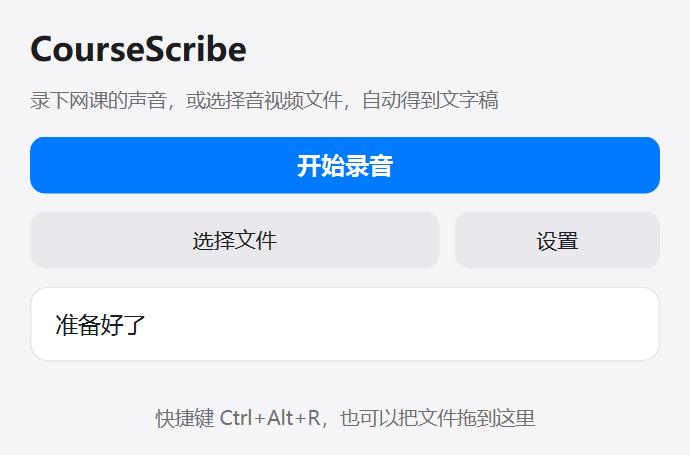 CourseScribe
录下网课的声音，或选择音视频文件，自动得到文字稿
开始录音
选择文件
设置
准备好了
快捷键 Ctrl+Alt+R，也可以把文件拖到这里